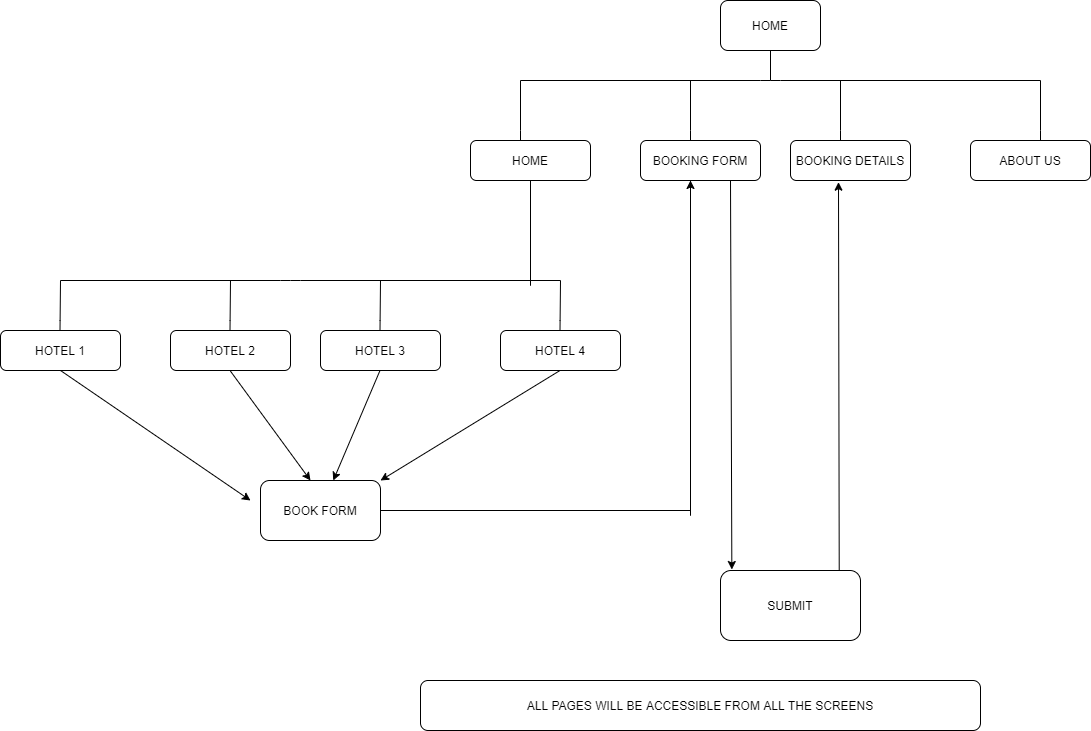 HOME
HOME
BOOKING FORM
BOOKING DETAILS
ABOUT US
HOTEL 1
HOTEL 2
HOTEL 3
HOTEL 4
BOOK FORM
SUBMIT
ALL PAGES WILL BE ACCESSIBLE FROM ALL THE SCREENS